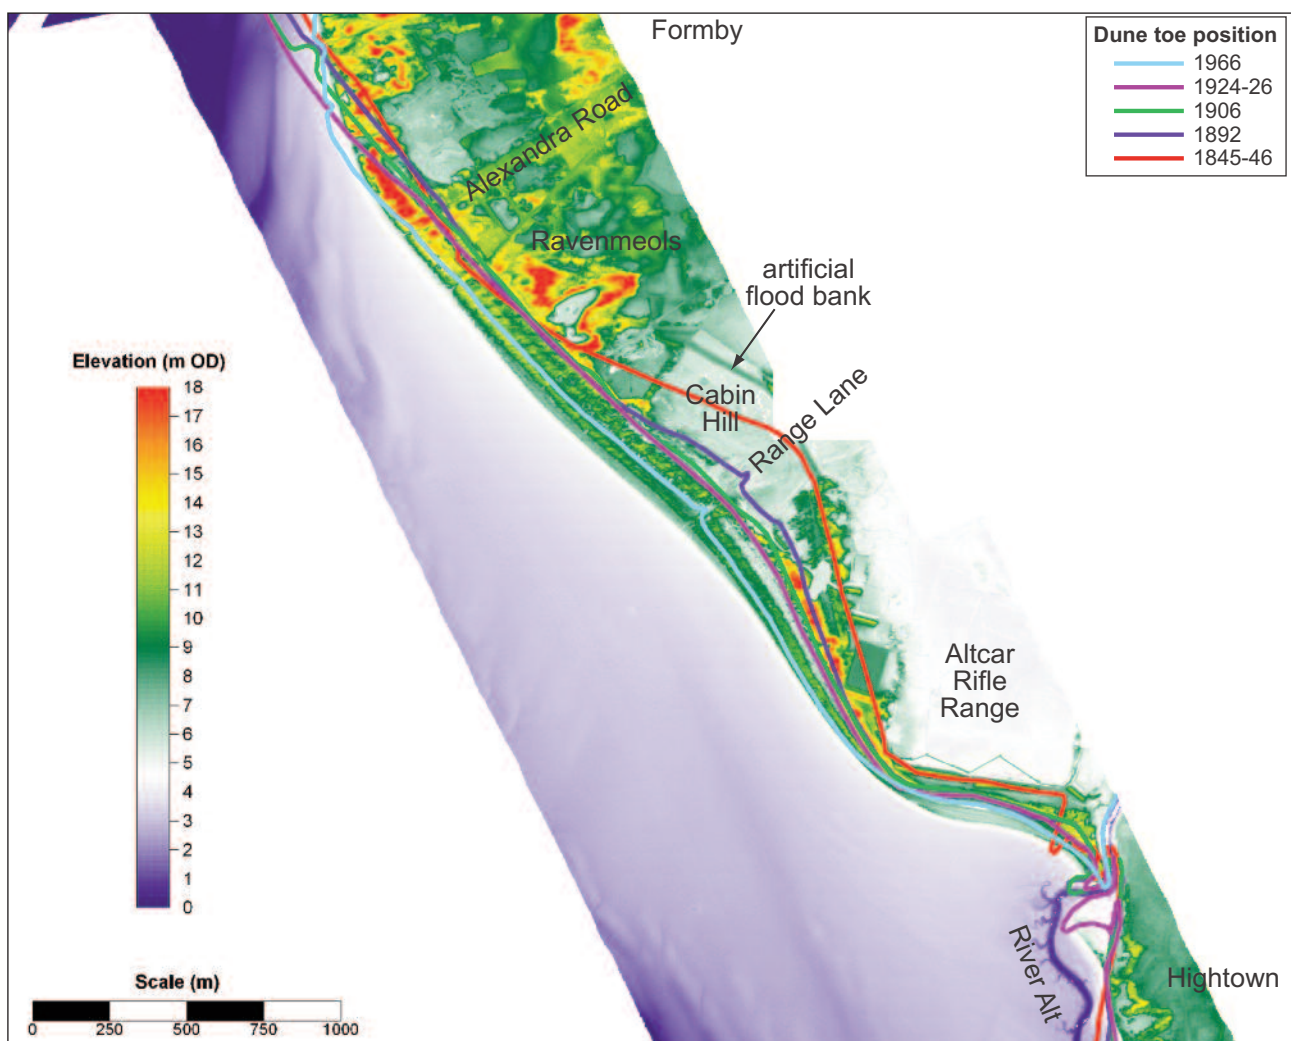 Formby
Dune toe position
1966
1924-26
1906
1892
1845-46
Alexandra Road
Ravenmeols
artificial
flood bank
Elevation (m OD)
18
17
16
15
14
13
12
11
10
9
8
7
6
5
4
3
2
1
0
Cabin
Hill
Range Lane
Altcar
Rifle
Range
River Alt
Hightown
Scale (m)
0 250 500 750 1000